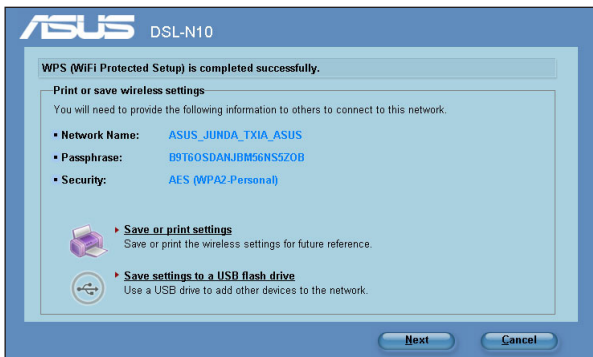 ASUS DSL-N10
WPS (WiFi Protected Setup) is completed successfully.
Print or save wireless settings
You will need to provide the following information to others to connect to this network.
▪ Network Name: ASUS_JUNDA_TXIA_ASUS
▪ Passphrase: B9T6OSDANJBM56NS5ZOB
▪ Security: AES (WPA2-Personal)
Save or print settings
Save or print the wireless settings for future reference.
Save settings to a USB flash drive
Use a USB drive to add other devices to the network.
Next Cancel